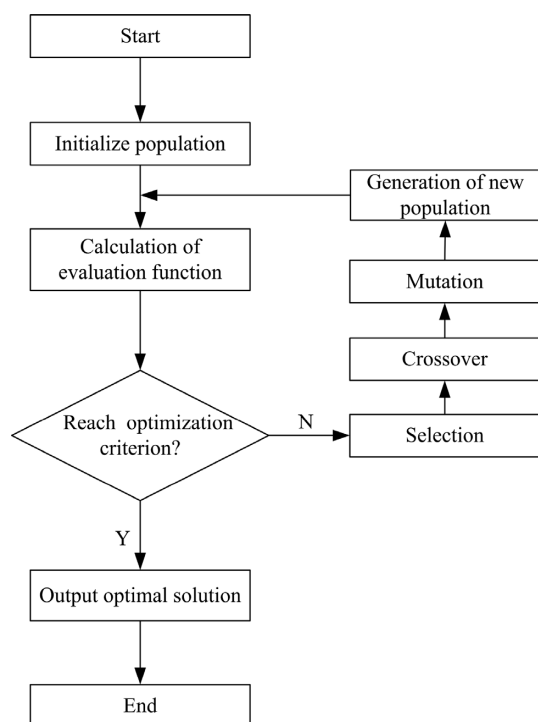 Start
Initialize population
Generation of new
population
Calculation of
evaluation function
Mutation
Crossover
Reach optimization
criterion?
N
Selection
Y
Output optimal solution
End